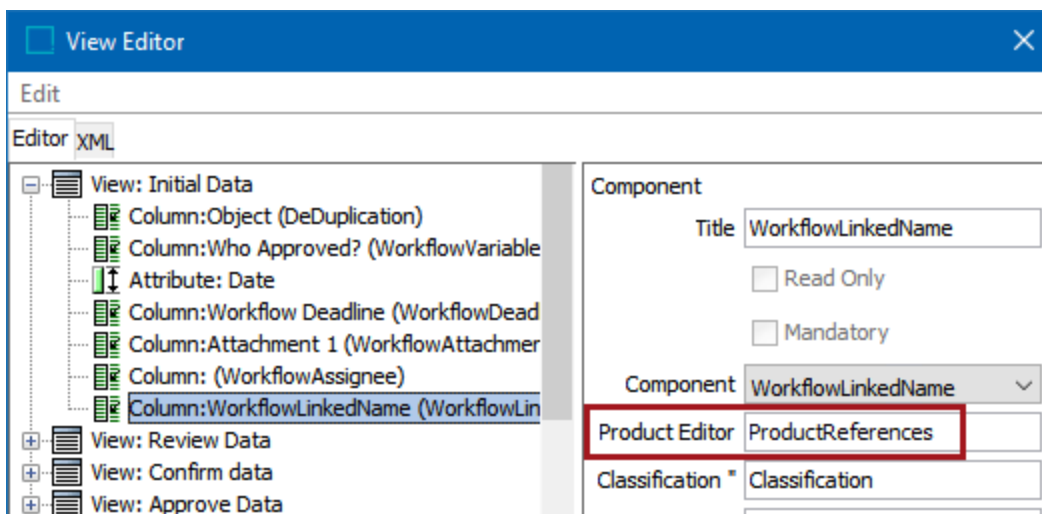 View Editor
Edit
Editor XML
View: Initial Data
Column:Object (DeDuplication)
Column:Who Approved? (WorkflowVariable
Attribute: Date
Column:Workflow Deadline (WorkflowDead
Column:Attachment 1 (WorkflowAttachmer
Column: (WorkflowAssignee)
Column:WorkflowLinkedName (WorkflowLin
View: Review Data
View: Confirm data
View: Approve Data
Component
Title WorkflowLinkedName
Read Only
Mandatory
Component WorkflowLinkedName
Product Editor ProductReferences
Classification " Classification